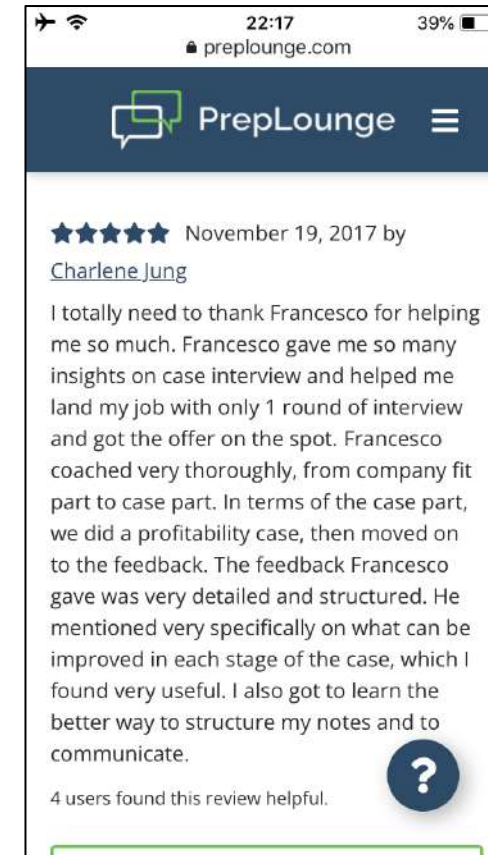 22:17
39%
preplounge.com
PrepLounge
November 19, 2017 by
Charlene Jung
I totally need to thank Francesco for helping
me so much. Francesco gave me so many
insights on case interview and helped me
land my job with only 1 round of interview
and got the offer on the spot. Francesco
coached very thoroughly, from company fit
part to case part. In terms of the case part,
we did a profitability case, then moved on
to the feedback. The feedback Francesco
gave was very detailed and structured. He
mentioned very specifically on what can be
improved in each stage of the case, which I
found very useful. I also got to learn the
better way to structure my notes and to
communicate.
?
4 users found this review helpful.